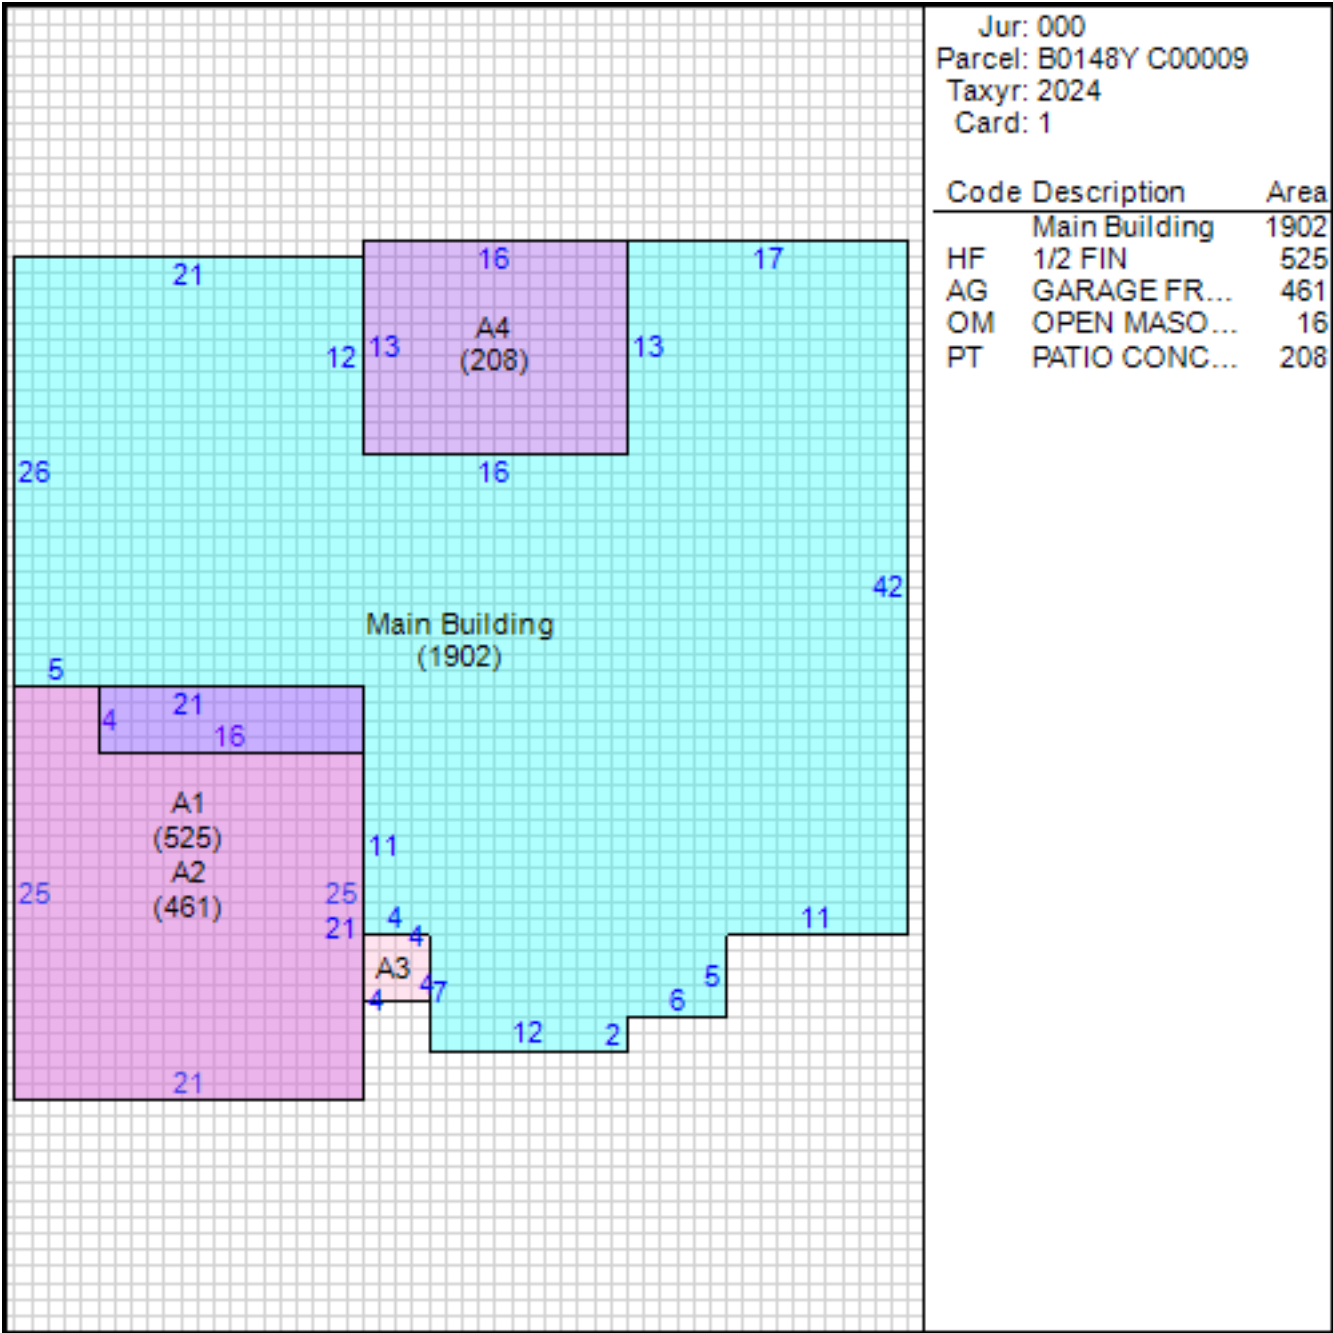 Jur: 000
Parcel: B0148Y C00009
Taxyr: 2024
Card: 1
Code Description Area
Main Building 1902
HF 1/2 FIN 525
AG GARAGE FR... 461
OM OPEN MASO... 16
PT PATIO CONC... 208
21
16
17
A4
(208)
12
13
13
26
16
42
Main Building
(1902)
5
21
4
16
A1
(525)
A2
(461)
11
25
25
21
4
4
11
A3
4
4
7
5
6
12
2
21